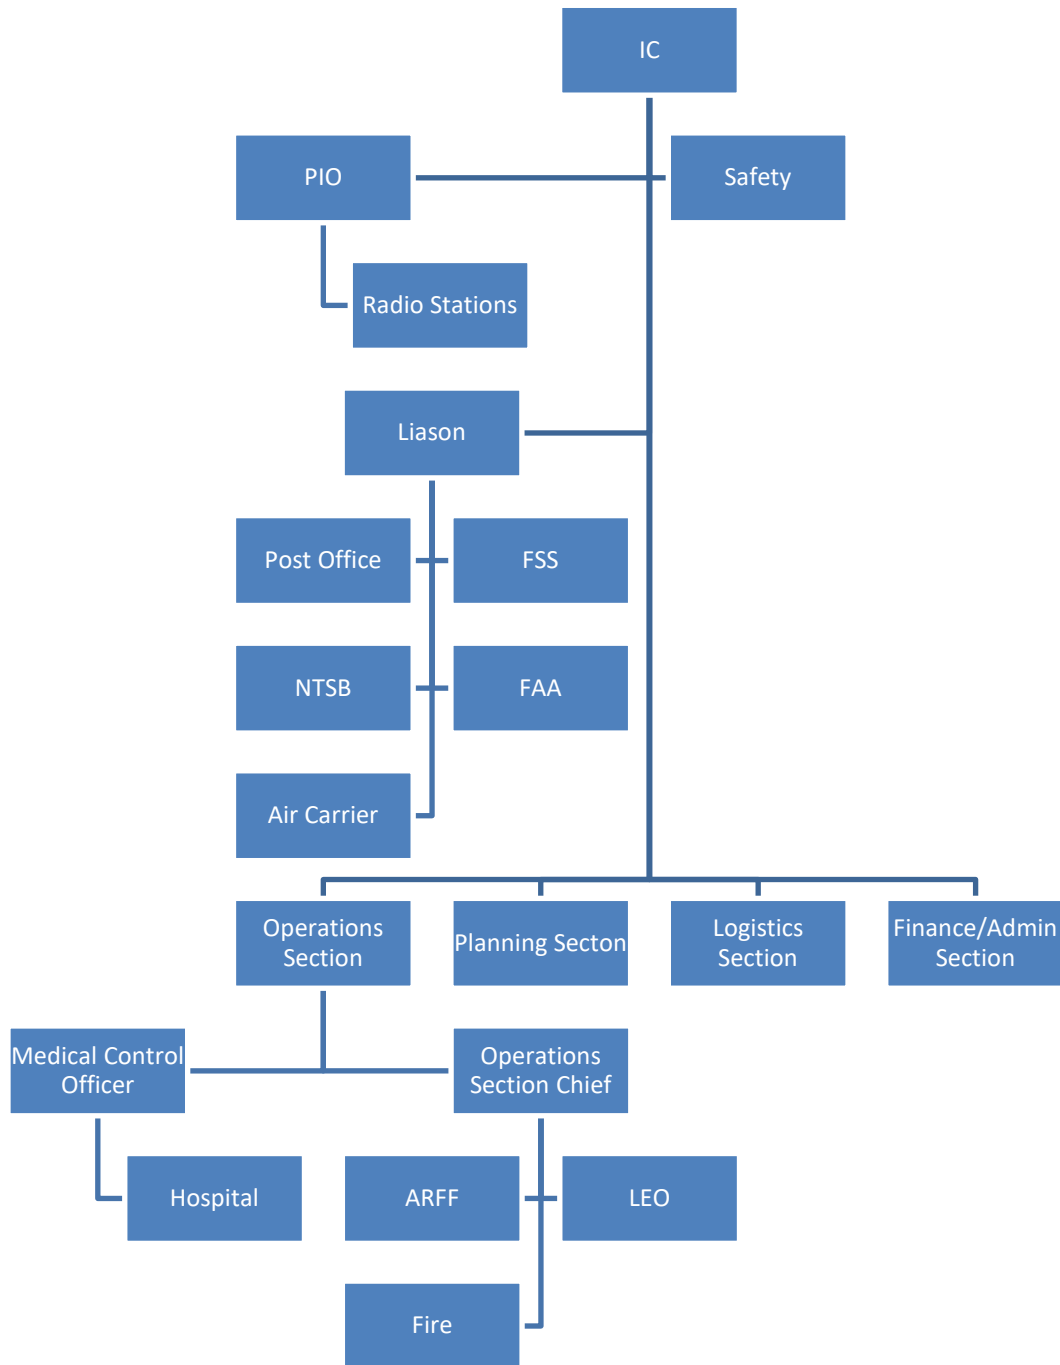 IC
PIO
Safety
Radio Stations
Liason
Post Office
FSS
NTSB
FAA
Air Carrier
Operations
Section
Planning Secton
Logistics
Section
Finance/Admin
Section
Medical Control
Officer
Operations
Section Chief
Hospital
ARFF
LEO
Fire